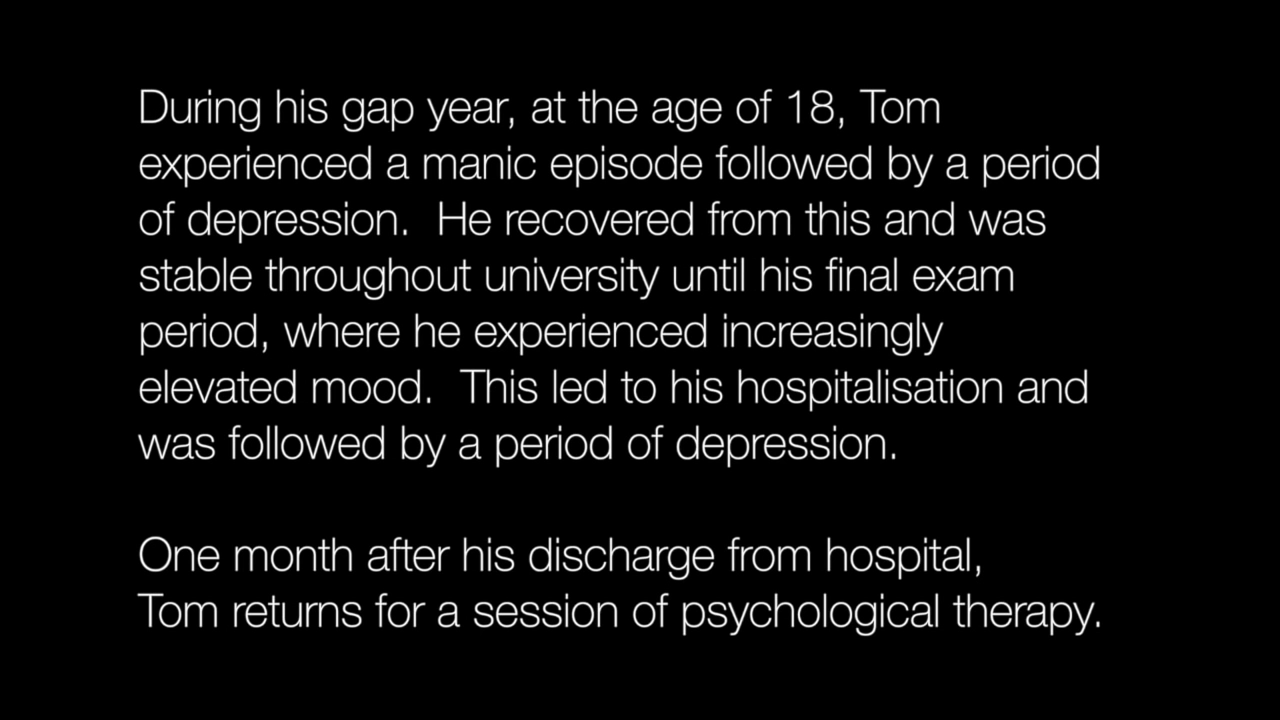 During his gap year, at the age of 18, Tom
experienced a manic episode followed by a period
of depression.  He recovered from this and was
stable throughout university until his final exam
period, where he experienced increasingly
elevated mood.  This led to his hospitalisation and
was followed by a period of depression.
One month after his discharge from hospital,
Tom returns for a session of psychological therapy.